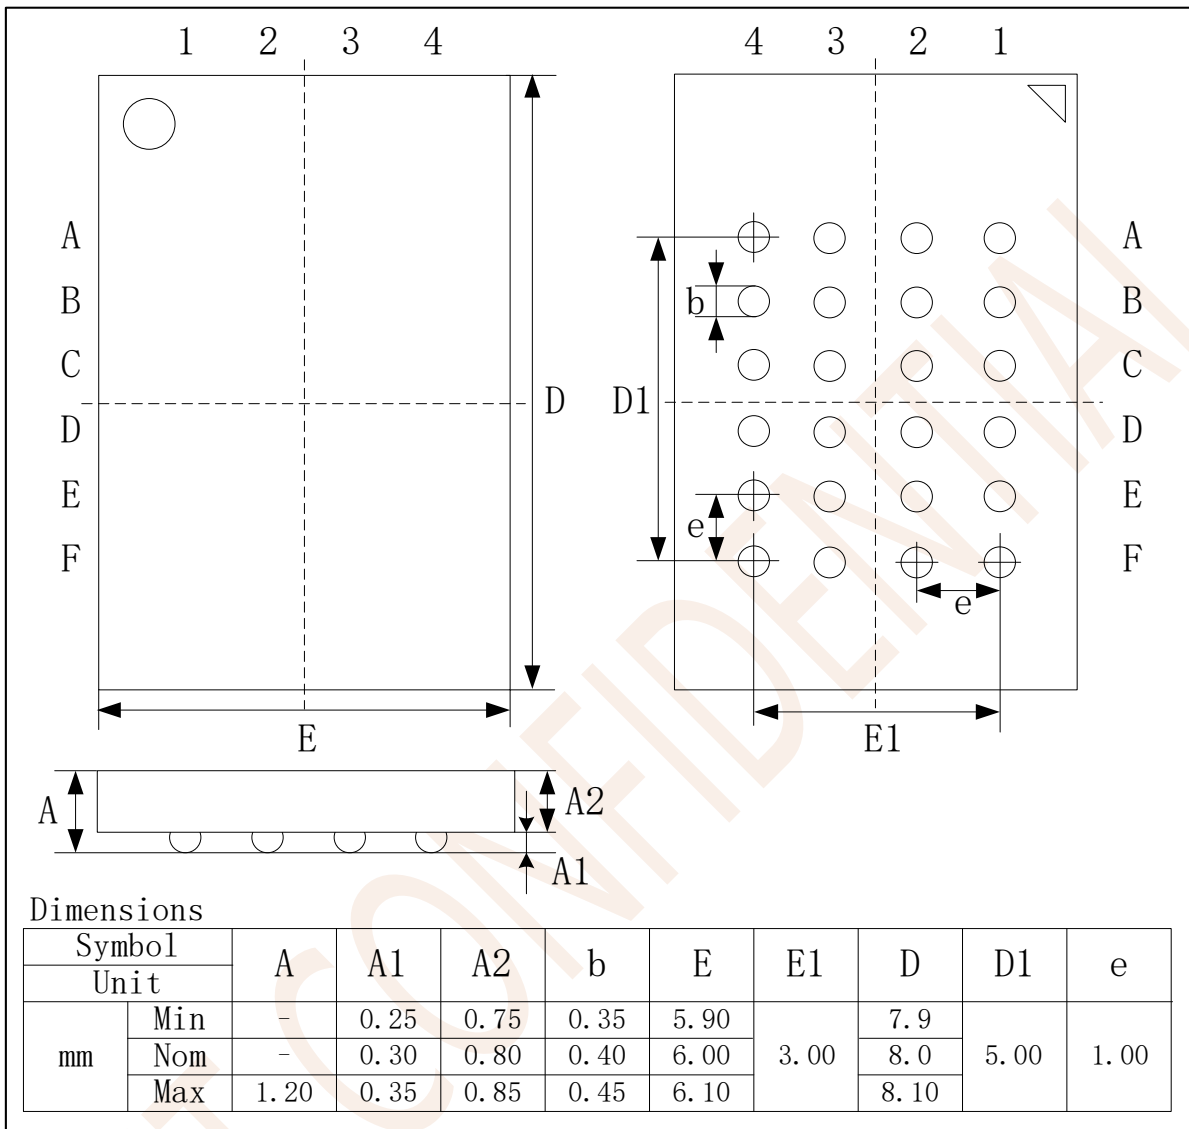 1 2 3 4
4 3 2 1
A
B
C
D
E
F
D
E
A
B
C
D
E
F
b
D1
e
e
E1
A
A2
A1
Dimensions
Symbol A A1 A2 b E E1 D D1 e
Unit
mm
Min - 0.25 0.75 0.35 5.90 7.9
Nom - 0.30 0.80 0.40 6.00 3.00 8.0 5.00 1.00
Max 1.20 0.35 0.85 0.45 6.10 8.10
CONFIDENTIAL